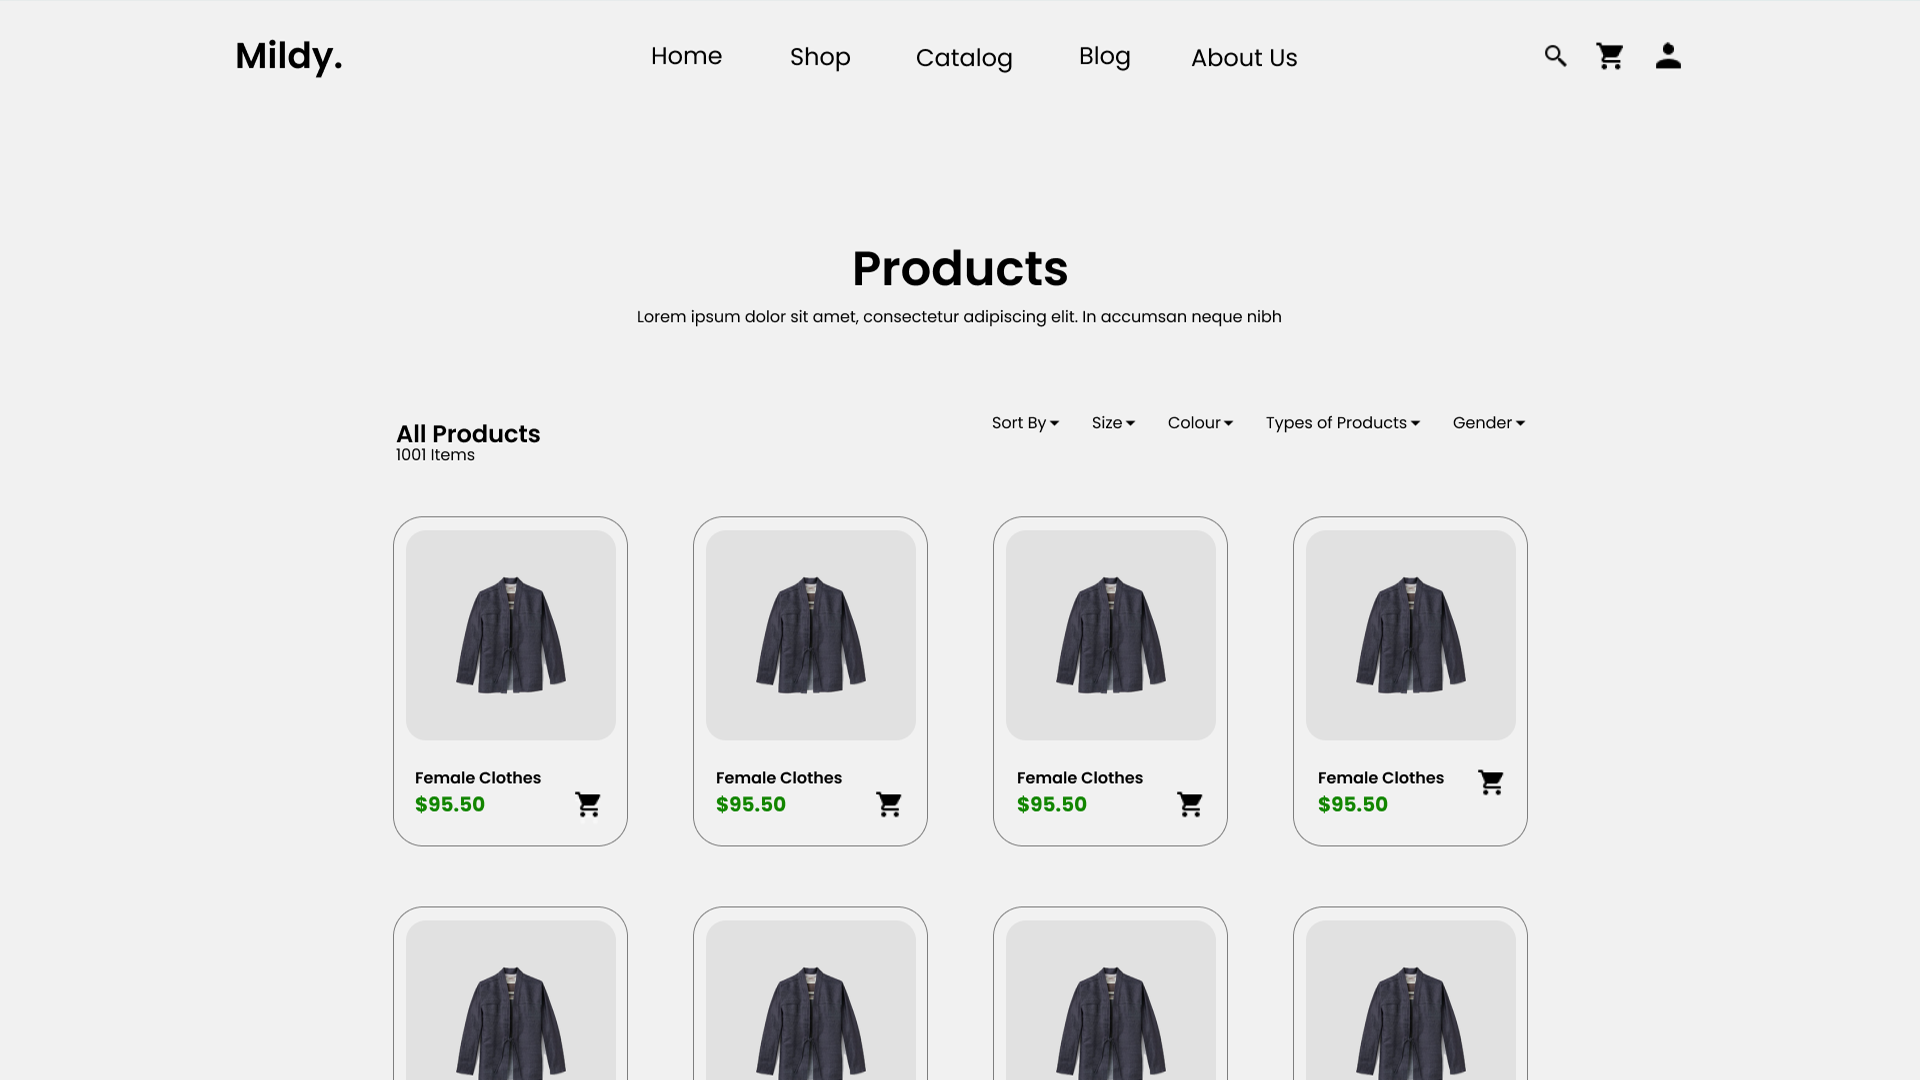 Mildy.
Home Shop Catalog Blog About Us
Products
Lorem ipsum dolor sit amet, consectetur adipiscing elit. In accumsan neque nibh
All Products
1001 Items
Sort By Size Colour Types of Products Gender
Female Clothes
$95.50
Female Clothes
$95.50
Female Clothes
$95.50
Female Clothes
$95.50